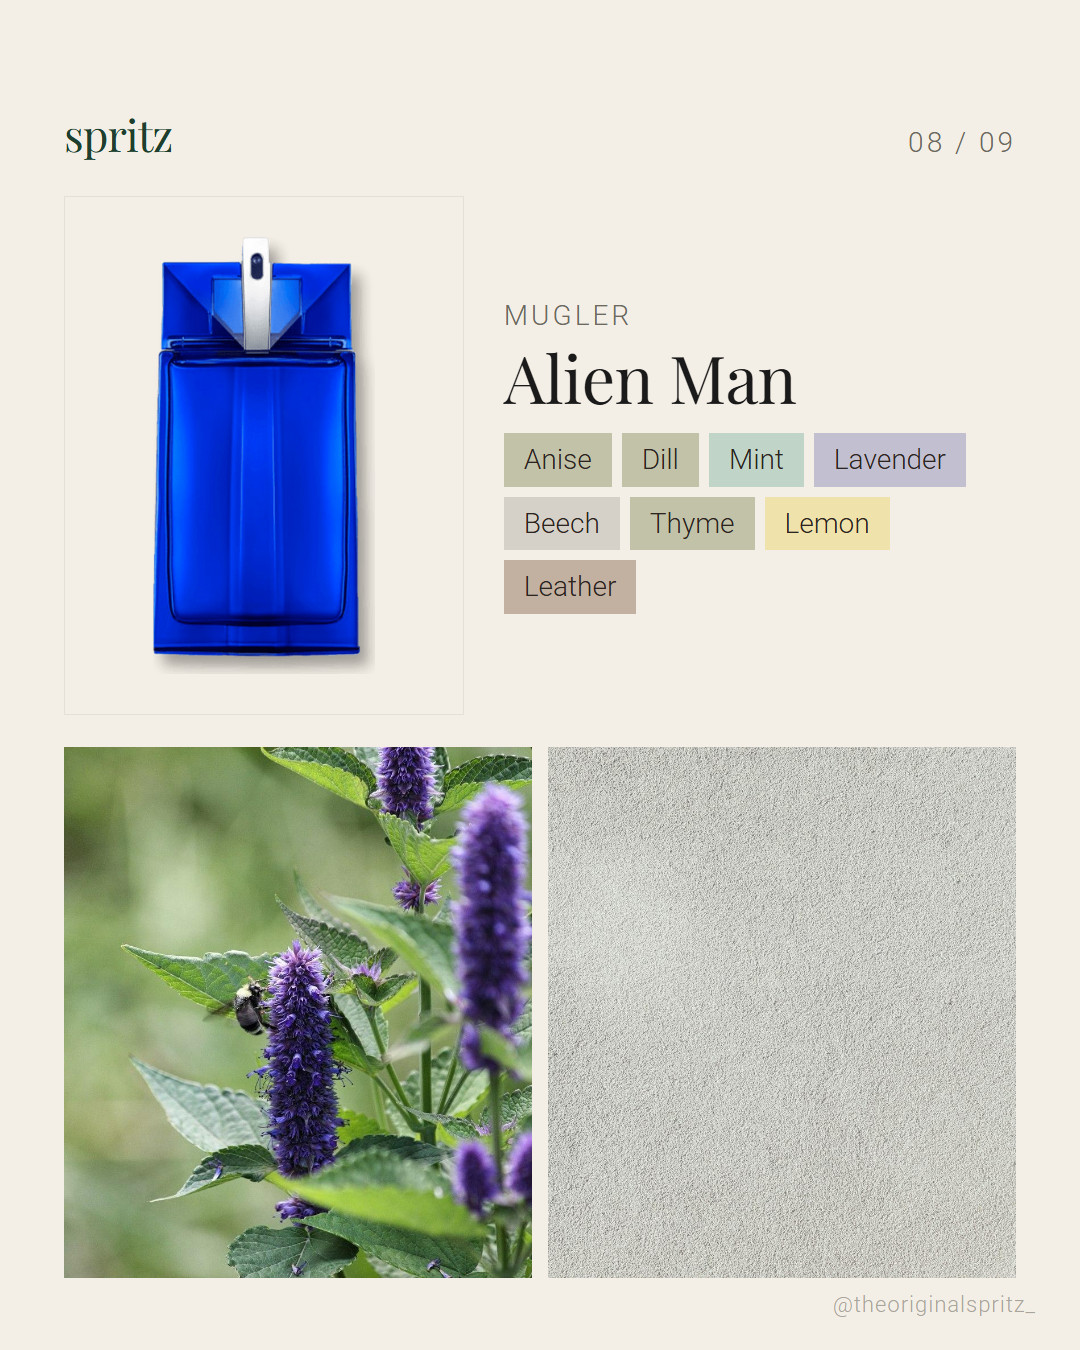 spritz
08 / 09
MUGLER
Alien Man
Anise Dill Mint Lavender
Beech Thyme Lemon
Leather
@theoriginalspritz_